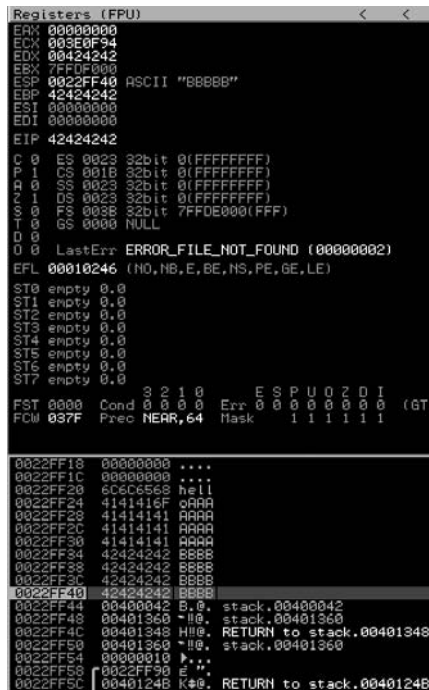 Registers (FPU) < <
EAX 00000000
ECX 003E0F94
EDX 00424242
EBX 7FFDF000
ESP 0022FF40 ASCII "BBBBB"
EBP 42424242
ESI 00000000
EDI 00000000
EIP 42424242
C 0 ES 0023 32bit 0(FFFFFFFF)
P 1 CS 001B 32bit 0(FFFFFFFF)
A 0 SS 0023 32bit 0(FFFFFFFF)
Z 1 DS 0023 32bit 0(FFFFFFFF)
S 0 FS 003B 32bit 7FFDE000(FFF)
T 0 GS 0000 NULL
D 0
O 0 LastErr ERROR_FILE_NOT_FOUND (00000002)
EFL 00010246 (NO,NB,E,BE,NS,PE,GE,LE)
ST0 empty 0.0
ST1 empty 0.0
ST2 empty 0.0
ST3 empty 0.0
ST4 empty 0.0
ST5 empty 0.0
ST6 empty 0.0
ST7 empty 0.0
3 2 1 0 E S P U O Z D I
FST 0000 Cond 0 0 0 0 Err 0 0 0 0 0 0 0 0 (GT
FCW 037F Prec NEAR,64 Mask 1 1 1 1 1 1
0022FF18 00000000 ....
0022FF1C 00000000 ....
0022FF20 6C6C6568 hell
0022FF24 4141416F oAAA
0022FF28 41414141 AAAA
0022FF2C 41414141 AAAA
0022FF30 41414141 AAAA
0022FF34 42424242 BBBB
0022FF38 42424242 BBBB
0022FF3C 42424242 BBBB
0022FF40 42424242 BBBB
0022FF44 00400042 B.@. stack.00400042
0022FF48 00401360 `‼@. stack.00401360
0022FF4C 00401348 H‼@. RETURN to stack.00401348
0022FF50 00401360 `‼@. stack.00401360
0022FF54 00000010 ►...
0022FF58 0022FF90 É ".
0022FF5C 0040124B K↕@. RETURN to stack.0040124B